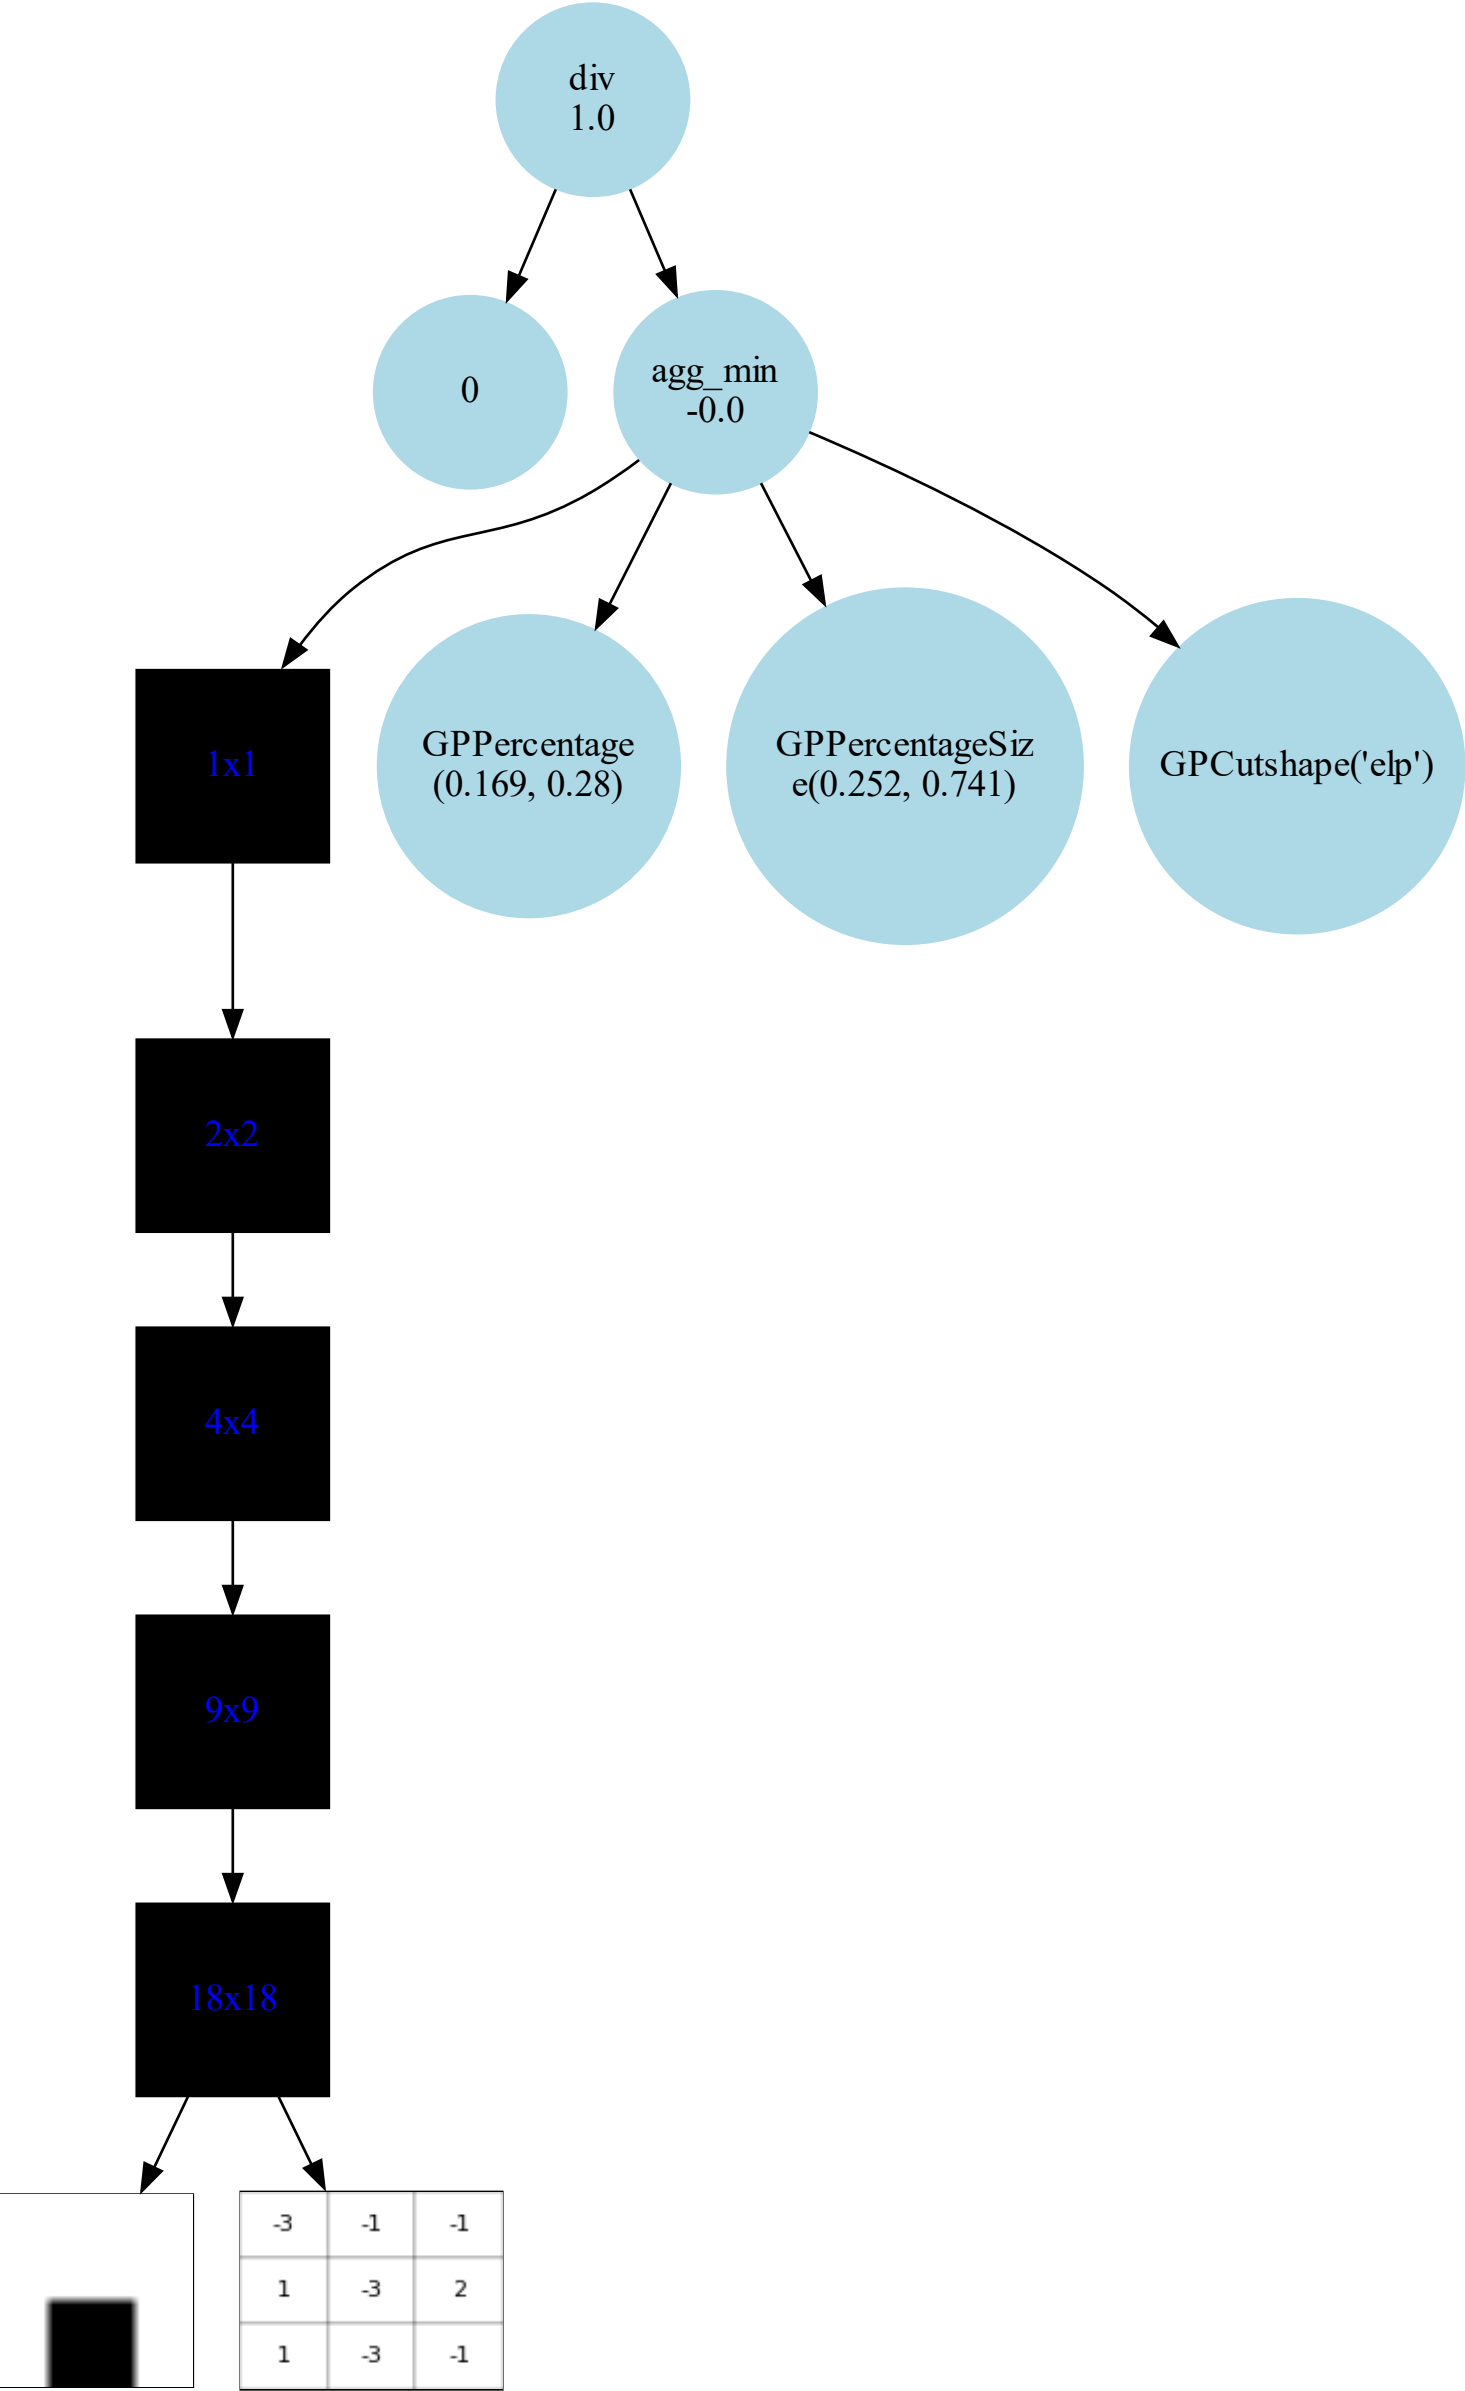 div
1.0
0
agg_min
-0.0
1x1
GPPercentage
(0.169, 0.28)
GPPercentageSiz
e(0.252, 0.741)
GPCutshape('elp')
2x2
4x4
9x9
18x18
-3 -1 -1
1 -3 2
1 -3 -1